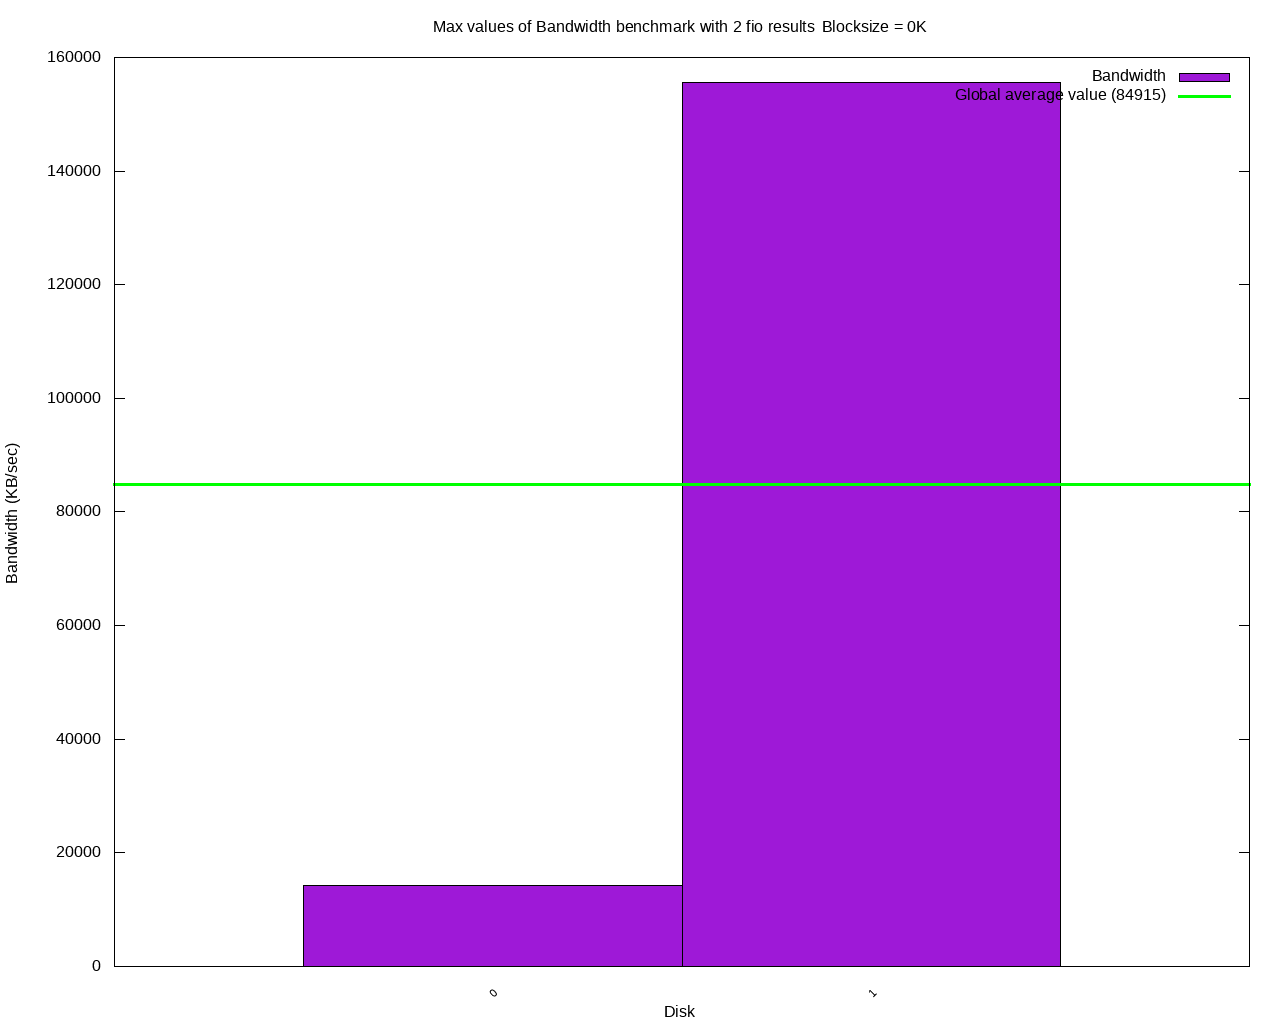 Max values of Bandwidth benchmark with 2 fio results Blocksize = 0K
160000
140000
120000
100000
80000
60000
40000
20000
0
Bandwidth (KB/sec)
Bandwidth
Global average value (84915)
0
1
Disk